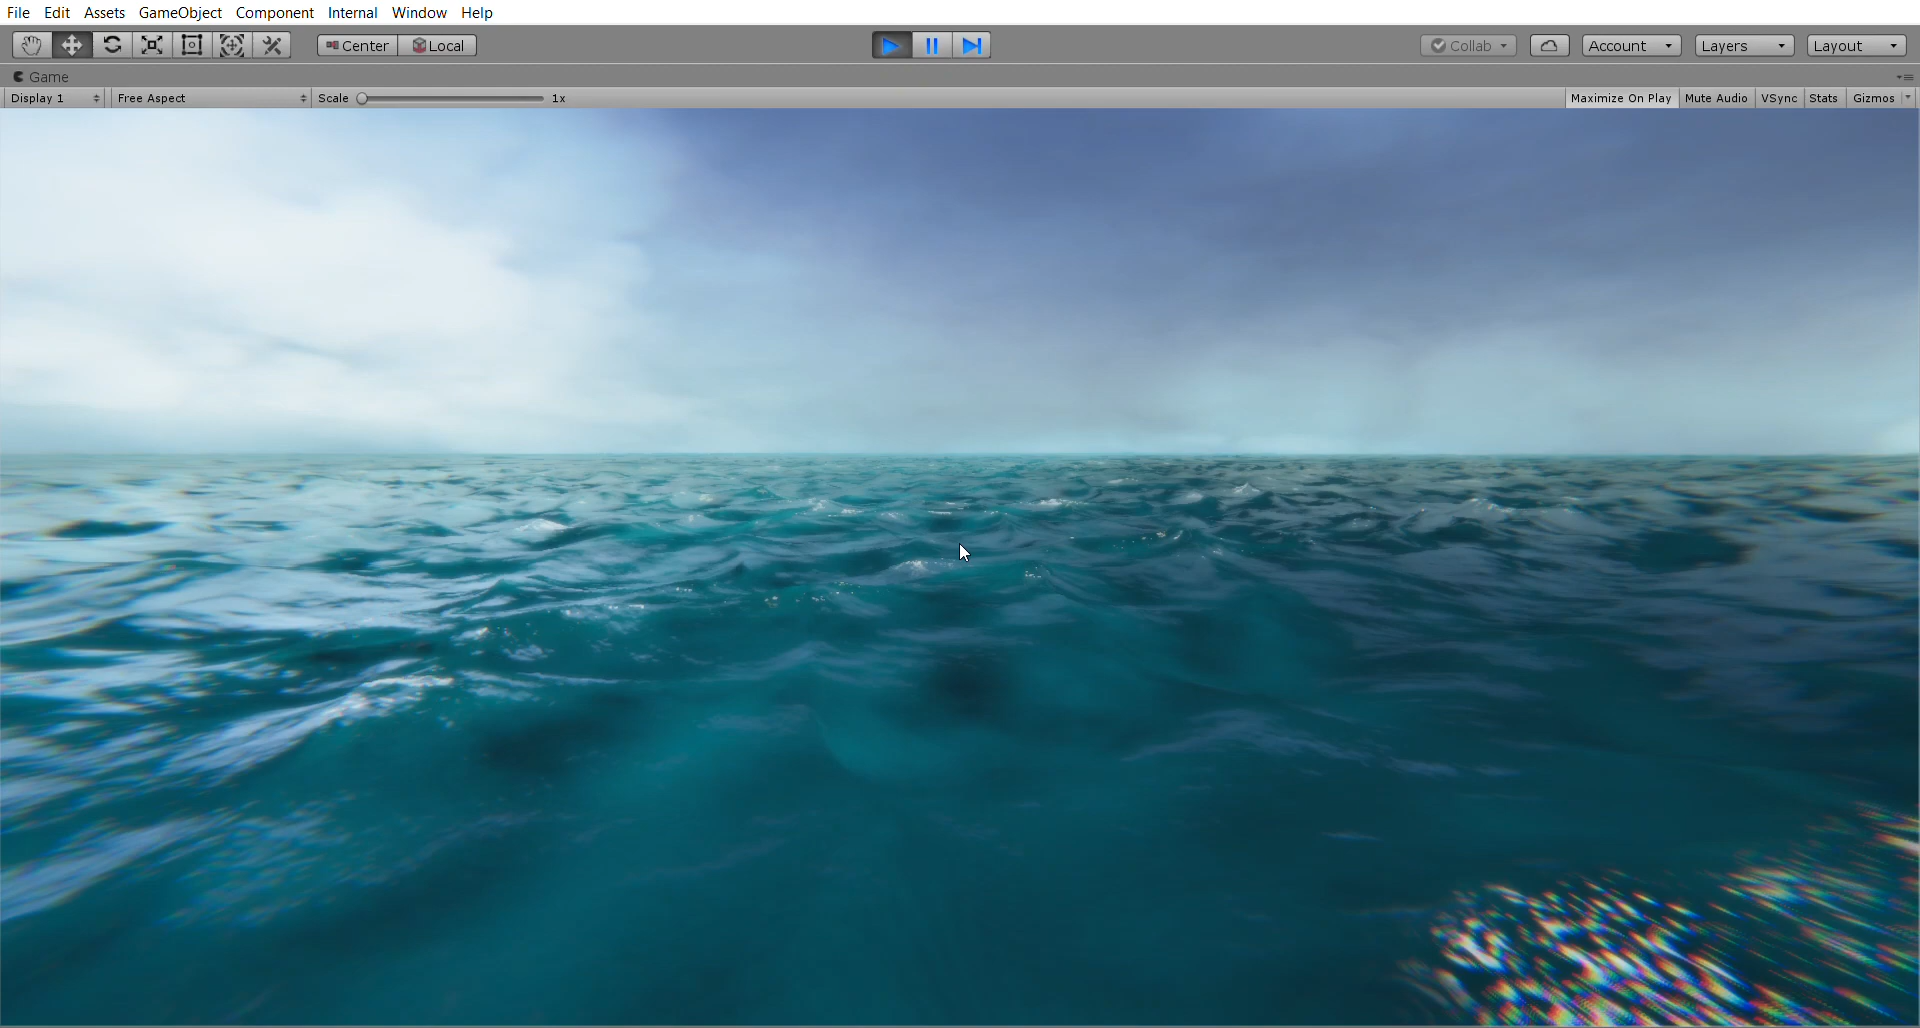 File Edit Assets GameObject Component Internal Window Help
Center Local Collab Account Layers Layout
Game
Display 1 Free Aspect Scale 1x Maximize On Play Mute Audio VSync Stats Gizmos